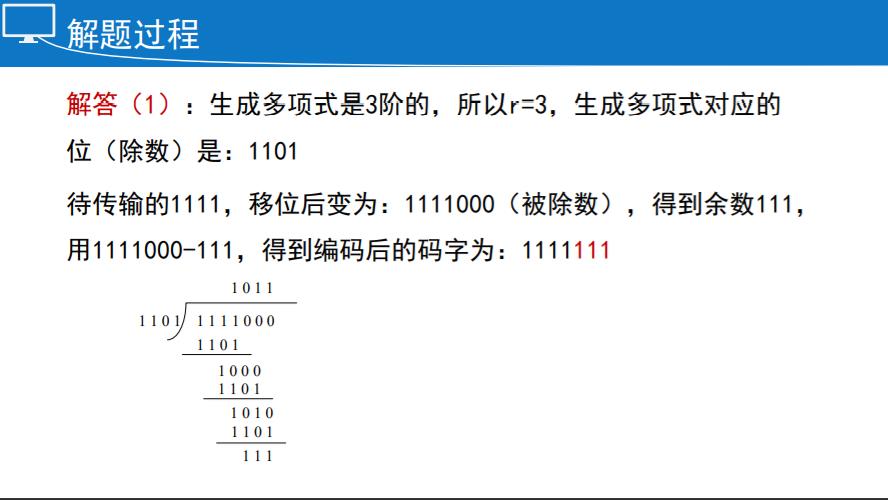 解题过程
解答（1）：生成多项式是3阶的，所以r=3，生成多项式对应的
位（除数）是：1101
待传输的1111，移位后变为：1111000（被除数），得到余数111，
用1111000-111，得到编码后的码字为：1111111
1011
1101 1111000
1101
1000
1101
1010
1101
111